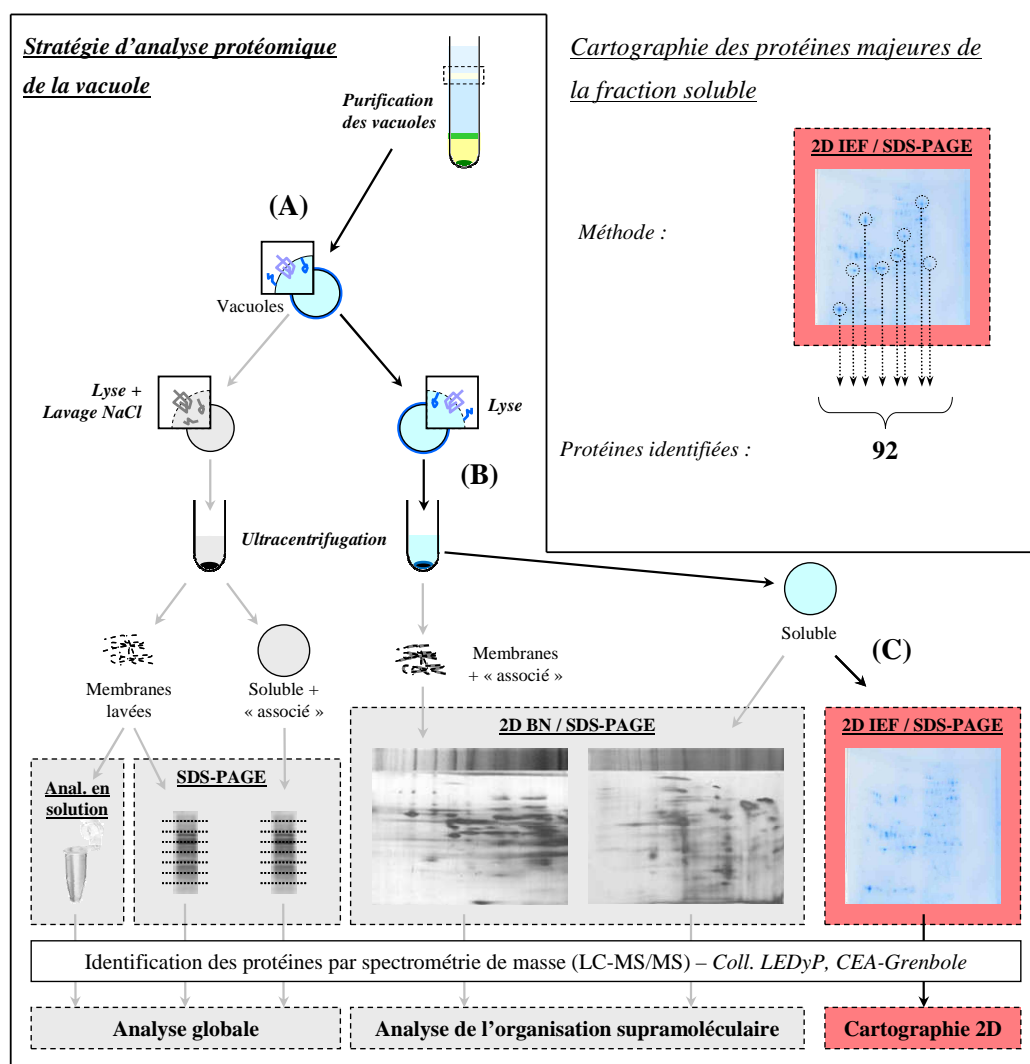 Stratégie d'analyse protéomique
de la vacuole
Purification
des vacuoles
(A)
Vacuoles
Lyse +
Lavage NaCl
Lyse
(B)
Ultracentrifugation
Cartographie des protéines majeures de
la fraction soluble
2D IEF / SDS-PAGE
Méthode :
Protéines identifiées :
92
Soluble
(C)
Membranes
lavées
Soluble +
« associé »
Membranes
+ « associé »
Anal. en
solution
SDS-PAGE
2D BN / SDS-PAGE
2D IEF / SDS-PAGE
Identification des protéines par spectrométrie de masse (LC-MS/MS) – Coll. LEDyP, CEA-Grenbole
Analyse globale
Analyse de l'organisation supramoléculaire
Cartographie 2D